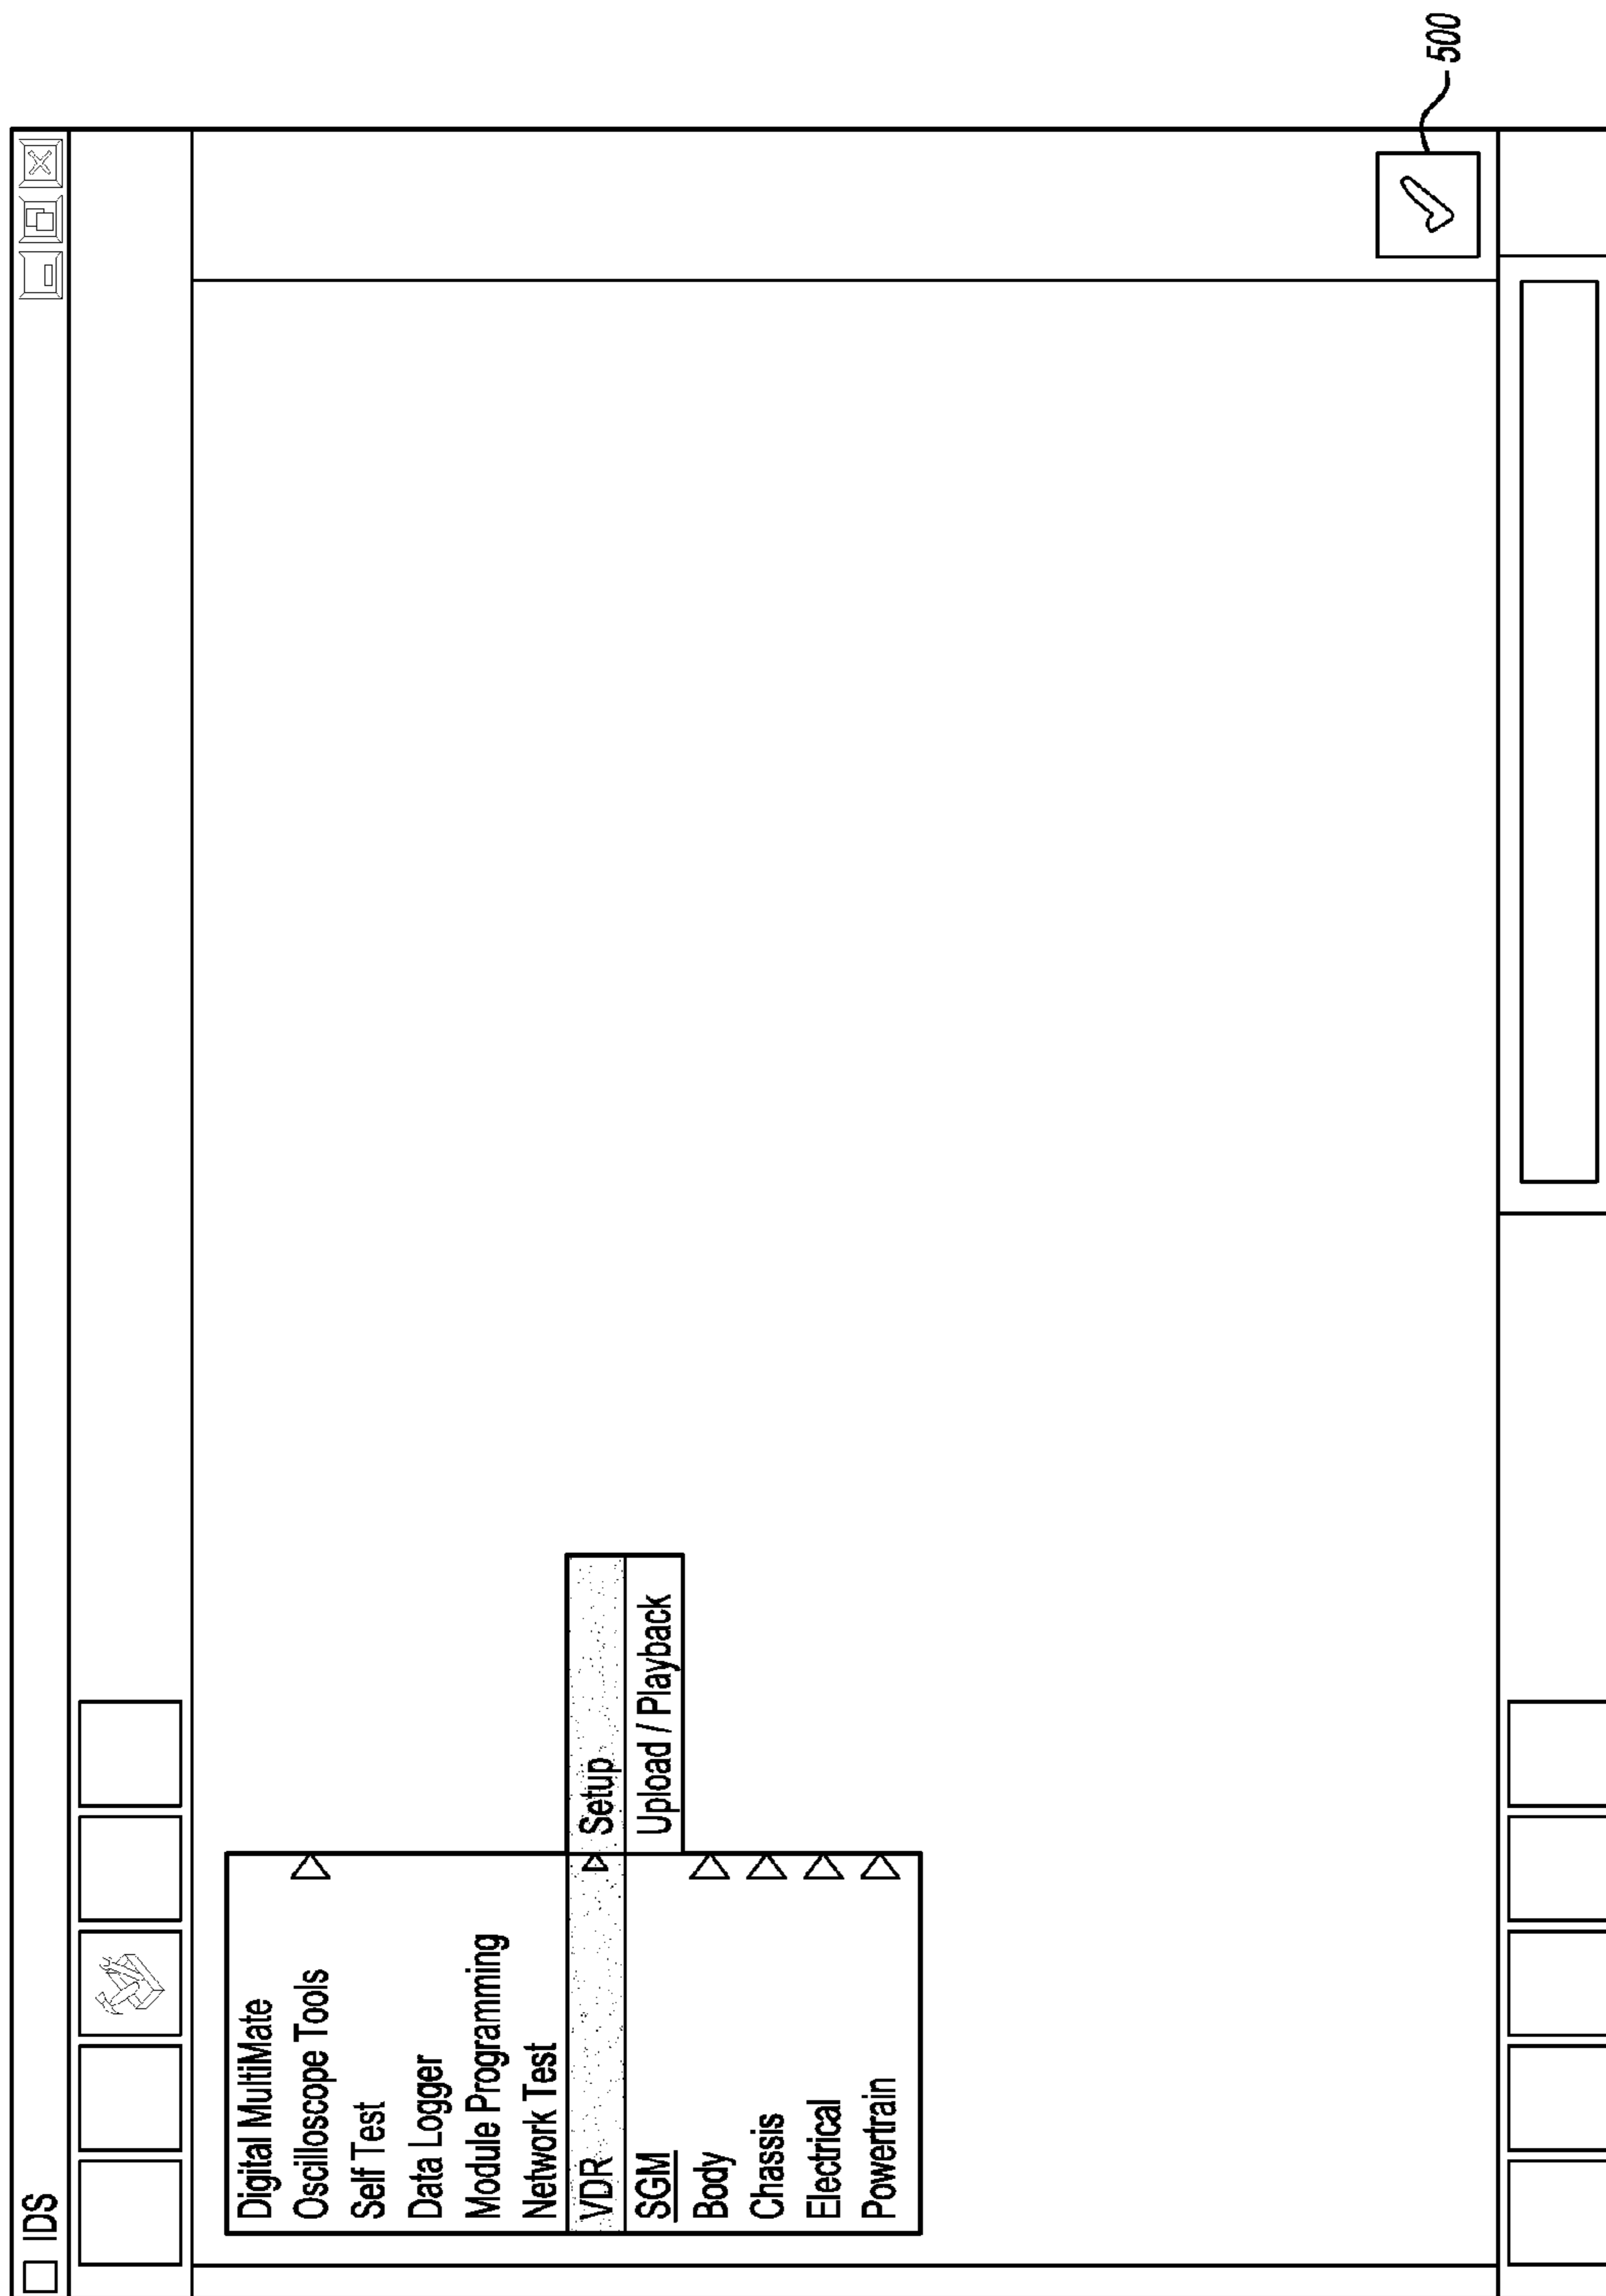 IDS
Digital MultiMate
Oscilloscope Tools
Self Test
Data Logger
Module Programming
Network Test
VDR
Setup
SGM
Upload / Playback
Body
Chassis
Electrical
Powertrain
500